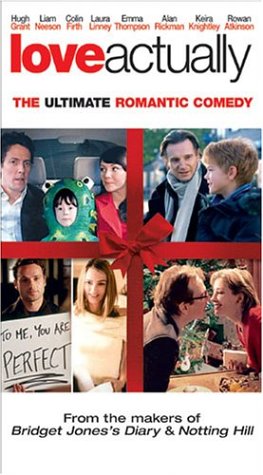 Hugh Liam Colin Laura Emma Alan Keira Rowan
Grant Neeson Firth Linney Thompson Rickman Knightley Atkinson
loveactually
THE ULTIMATE ROMANTIC COMEDY
TO ME, YOU ARE
PERFECT
From the makers of
Bridget Jones's Diary & Notting Hill